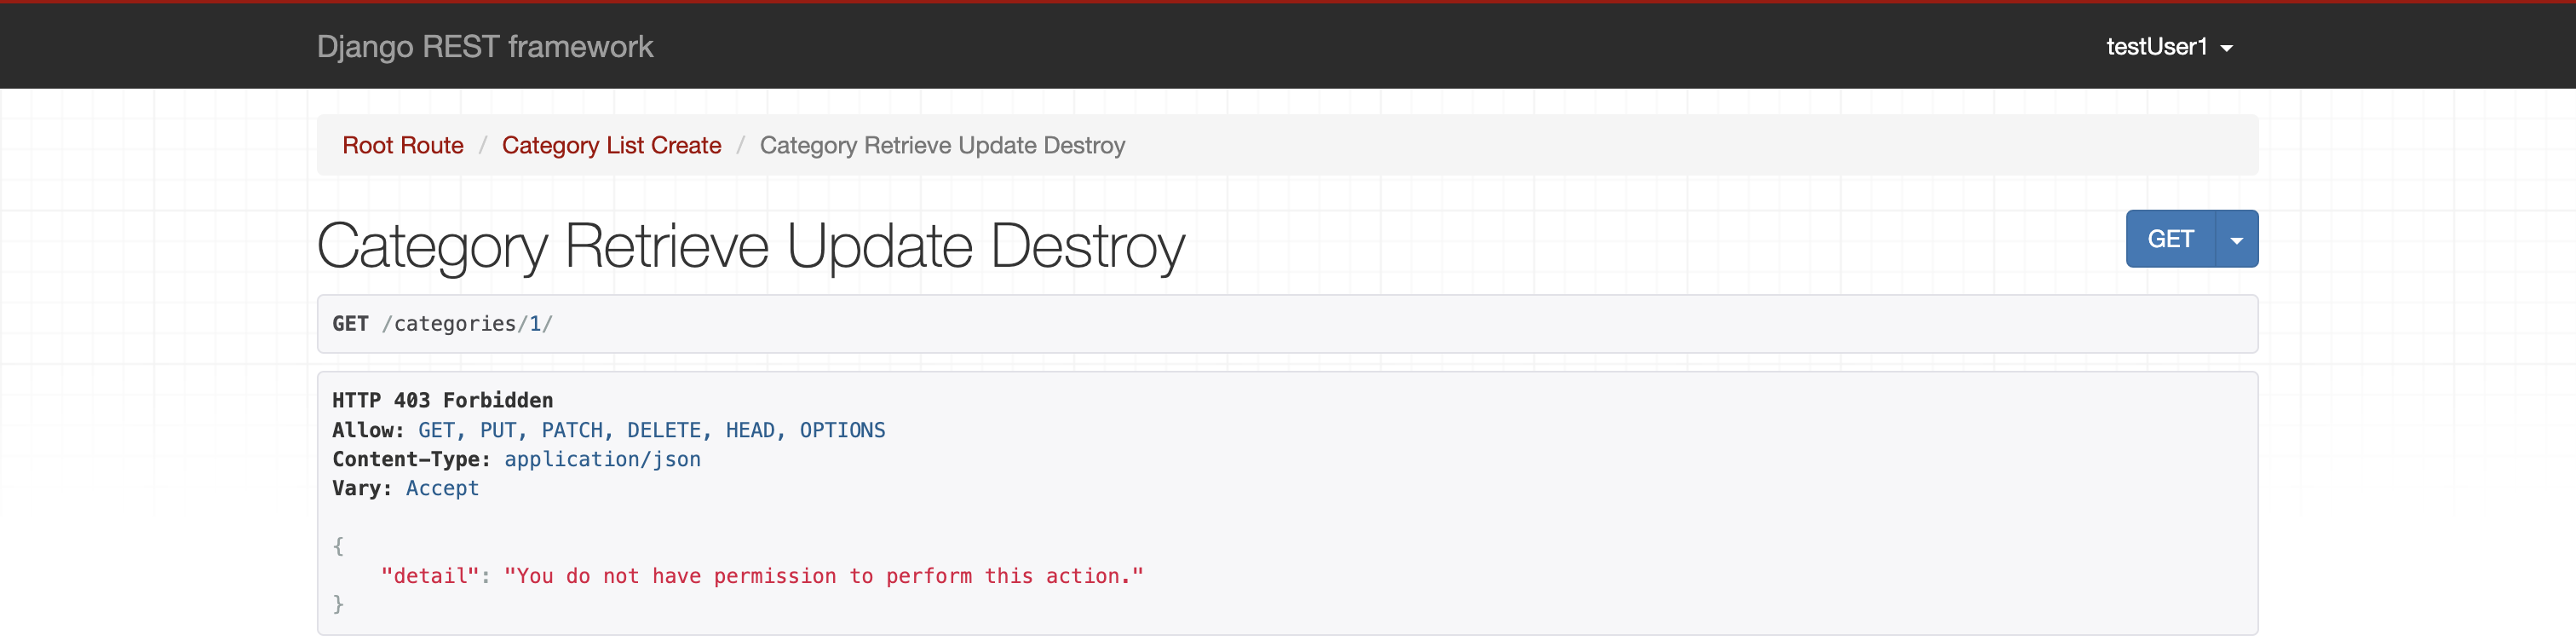 Django REST framework
testUser1
Root Route / Category List Create / Category Retrieve Update Destroy
Category Retrieve Update Destroy
GET
GET /categories/1/
HTTP 403 Forbidden
Allow: GET, PUT, PATCH, DELETE, HEAD, OPTIONS
Content-Type: application/json
Vary: Accept
{
    "detail": "You do not have permission to perform this action."
}